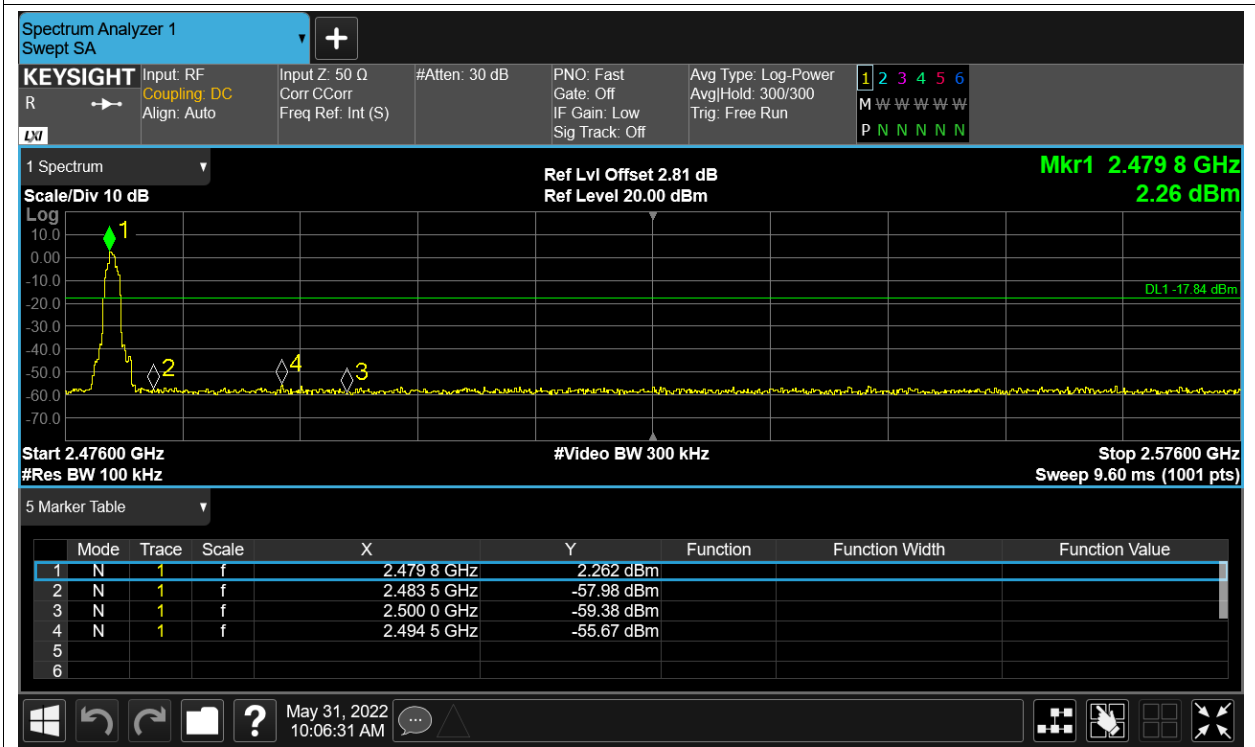 Spectrum Analyzer 1
Swept SA
KEYSIGHT Input: RF Input Z: 50 Ω #Atten: 30 dB PNO: Fast Avg Type: Log-Power 1 2 3 4 5 6
R Coupling: DC Corr CCorr Gate: Off Avg|Hold: 300/300 M W W W W W
Align: Auto Freq Ref: Int (S) IF Gain: Low Trig: Free Run
LXI Sig Track: Off P N N N N N
1 Spectrum Ref Lvl Offset 2.81 dB Mkr1 2.479 8 GHz
Scale/Div 10 dB Ref Level 20.00 dBm 2.26 dBm
Log
10.0
0.00
-10.0
-20.0
-30.0
-40.0
-50.0
-60.0
-70.0
1
DL1 -17.84 dBm
2
4
3
Start 2.47600 GHz #Video BW 300 kHz Stop 2.57600 GHz
#Res BW 100 kHz Sweep 9.60 ms (1001 pts)
5 Marker Table
Mode Trace Scale X Y Function Function Width Function Value
1 N 1 f 2.479 8 GHz 2.262 dBm
2 N 1 f 2.483 5 GHz -57.98 dBm
3 N 1 f 2.500 0 GHz -59.38 dBm
4 N 1 f 2.494 5 GHz -55.67 dBm
5
6
? May 31, 2022
10:06:31 AM